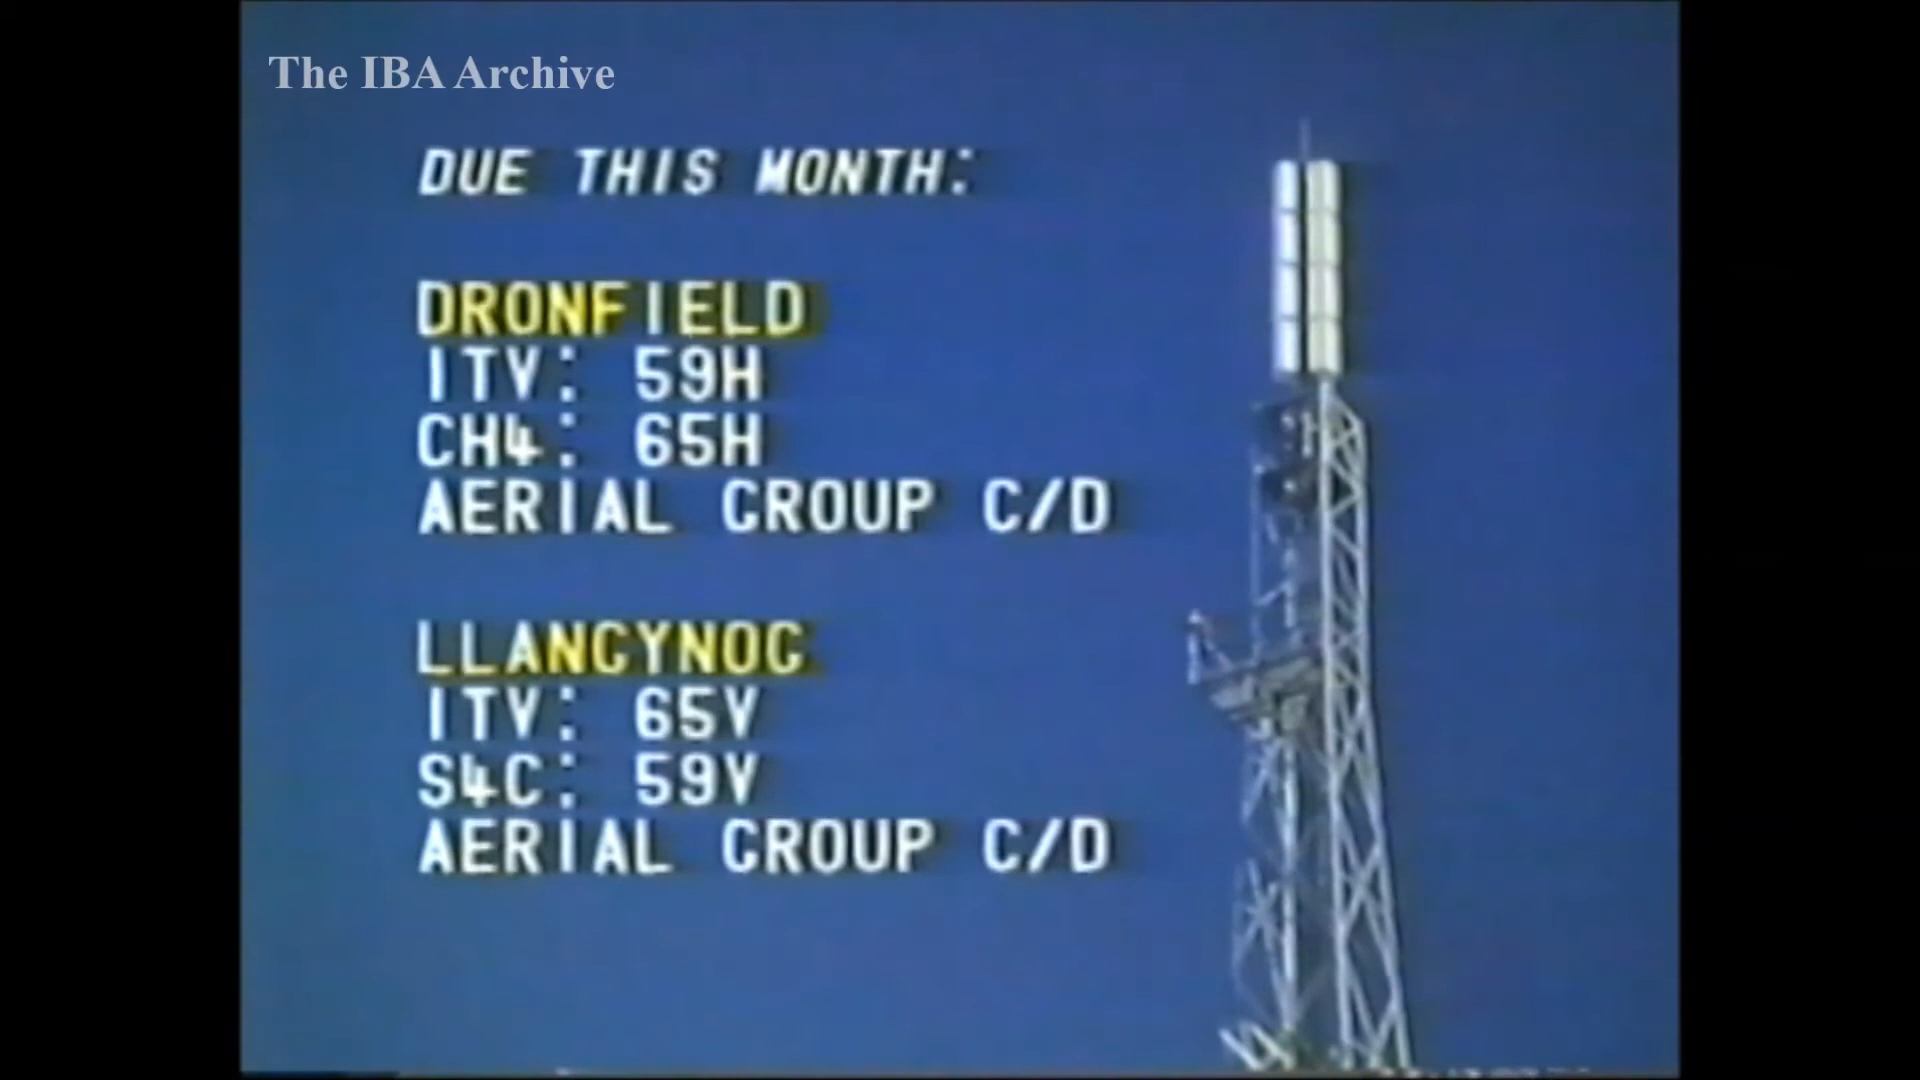 The IBA Archive
DUE THIS MONTH:
DRONFIELD
ITV: 59H
CH4: 65H
AERIAL GROUP C/D
LLANGYNOG
ITV: 65V
S4C: 59V
AERIAL GROUP C/D